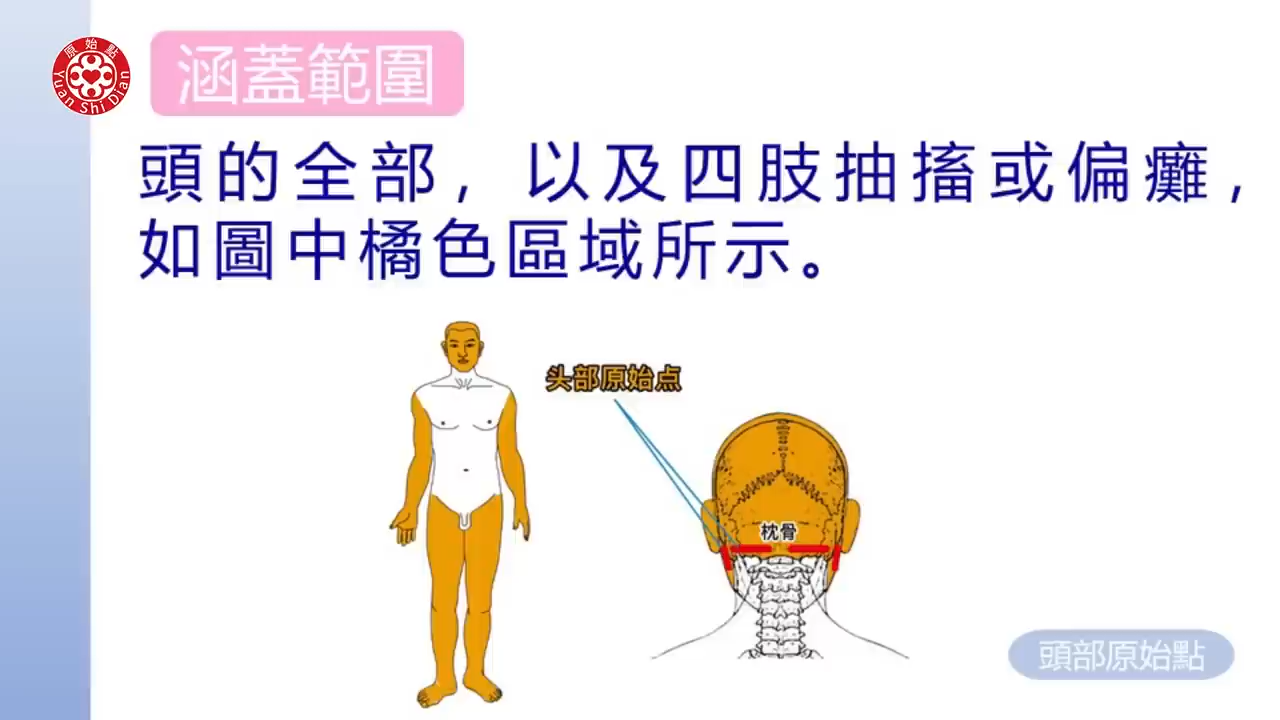 原始點
Yuan Shi Dian
涵蓋範圍
頭的全部，以及四肢抽搐或偏癱，
如圖中橘色區域所示。
头部原始点
枕骨
頭部原始點